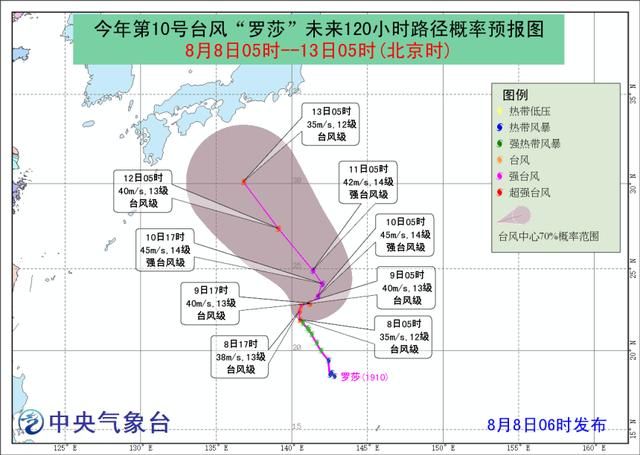 今年第10号台风“罗莎”未来120小时路径概率预报图
8月8日05时--13日05时(北京时)
图例
热带低压
热带风暴
强热带风暴
台风
强台风
超强台风
台风中心70%概率范围
13日05时
35m/s,12级
台风级
12日05时
40m/s,13级
台风级
11日05时
42m/s,14级
强台风级
10日05时
45m/s,14级
强台风级
10日17时
45m/s,14级
强台风级
9日05时
40m/s,13级
台风级
9日17时
40m/s,13级
台风级
8日05时
35m/s,12级
台风级
8日17时
38m/s,13级
台风级
罗莎(1910)
35°N
30°N
25°N
20°N
15°N
30
25
20
中央气象台
8月8日06时发布
125°E
130°E
135°E
140°E
145°E
150°E
155°E
160°E